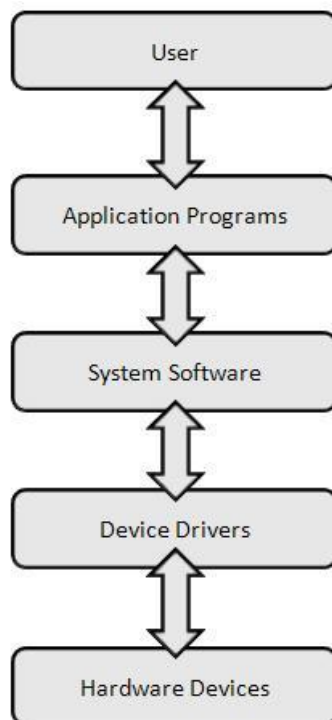 User
Application Programs
System Software
Device Drivers
Hardware Devices